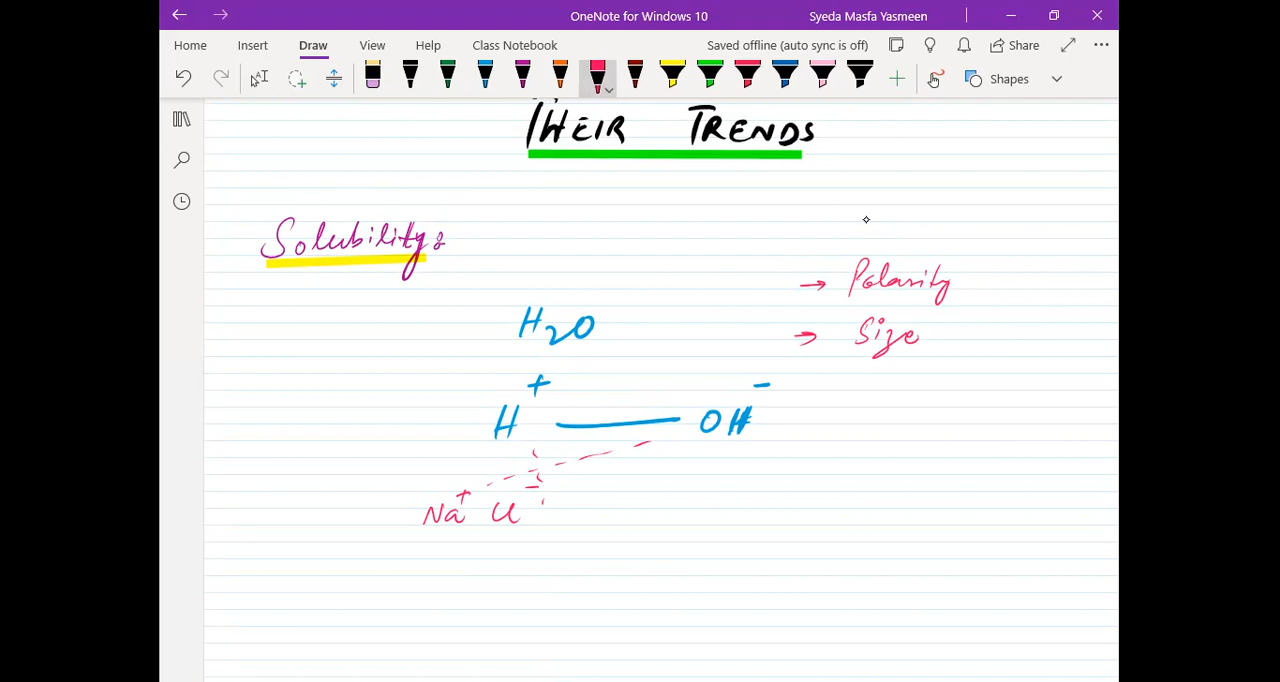 OneNote for Windows 10
Syeda Masfa Yasmeen
Home Insert Draw View Help Class Notebook Saved offline (auto sync is off) Share
Shapes
THEIR TRENDS
Solubility:
→ Polarity
→ Size
H2O
+ -
H — OH
Na+ Cl-